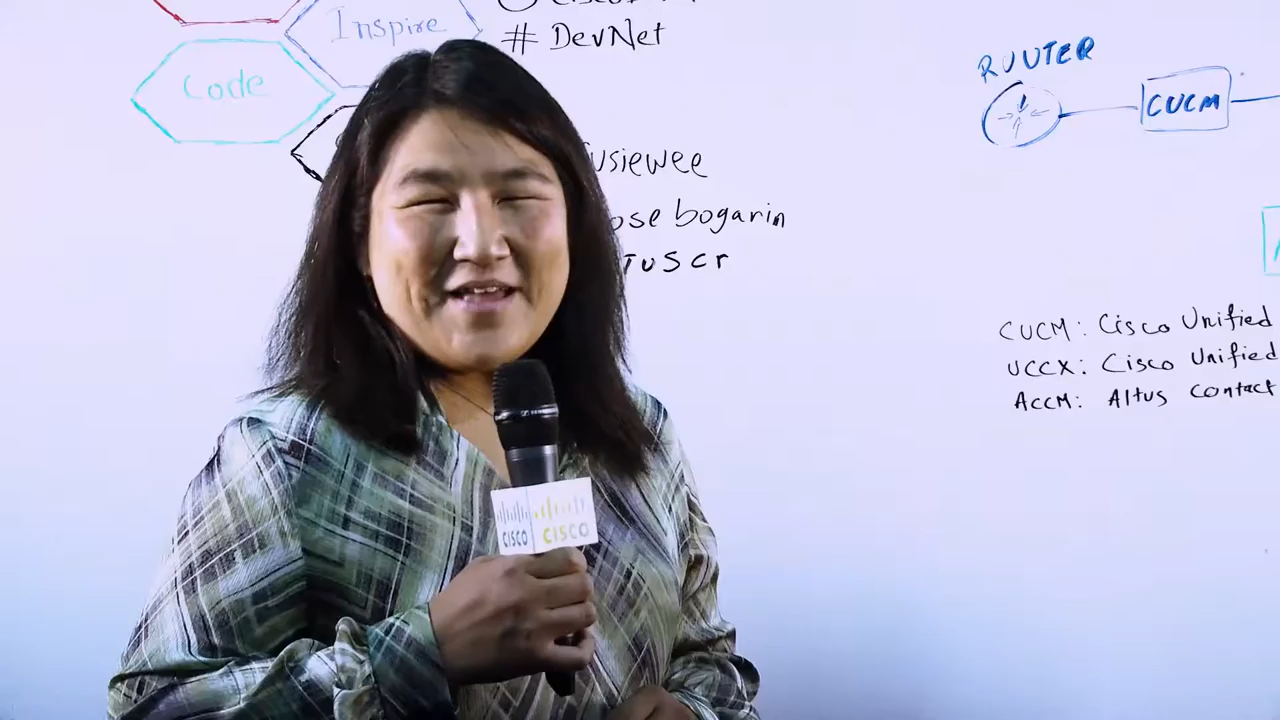 Inspire
# DevNet
Code
usiewee
ose bogarin
TUSCr
ROUTER
CUCM
CUCM: Cisco Unified
UCCX: Cisco Unified
ACCM: Altus Contact
CISCO
CISCO